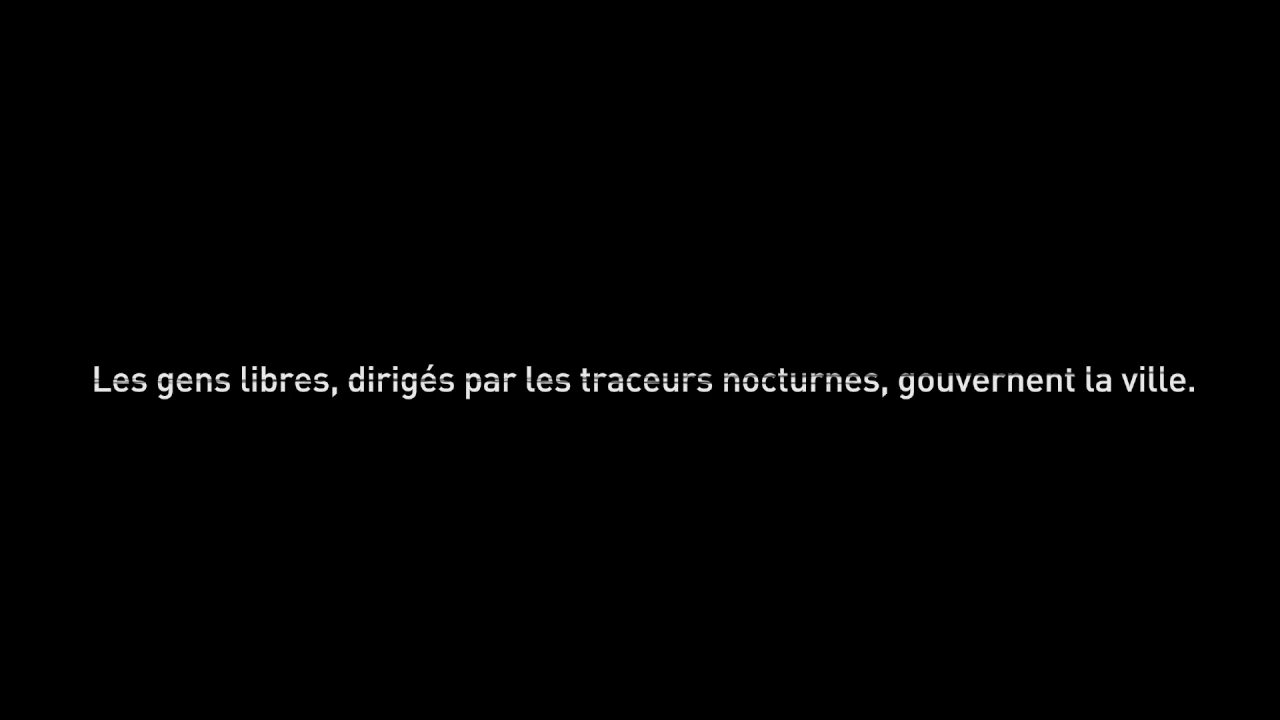 Les gens libres, dirigés par les traceurs nocturnes, gouvernent la ville.